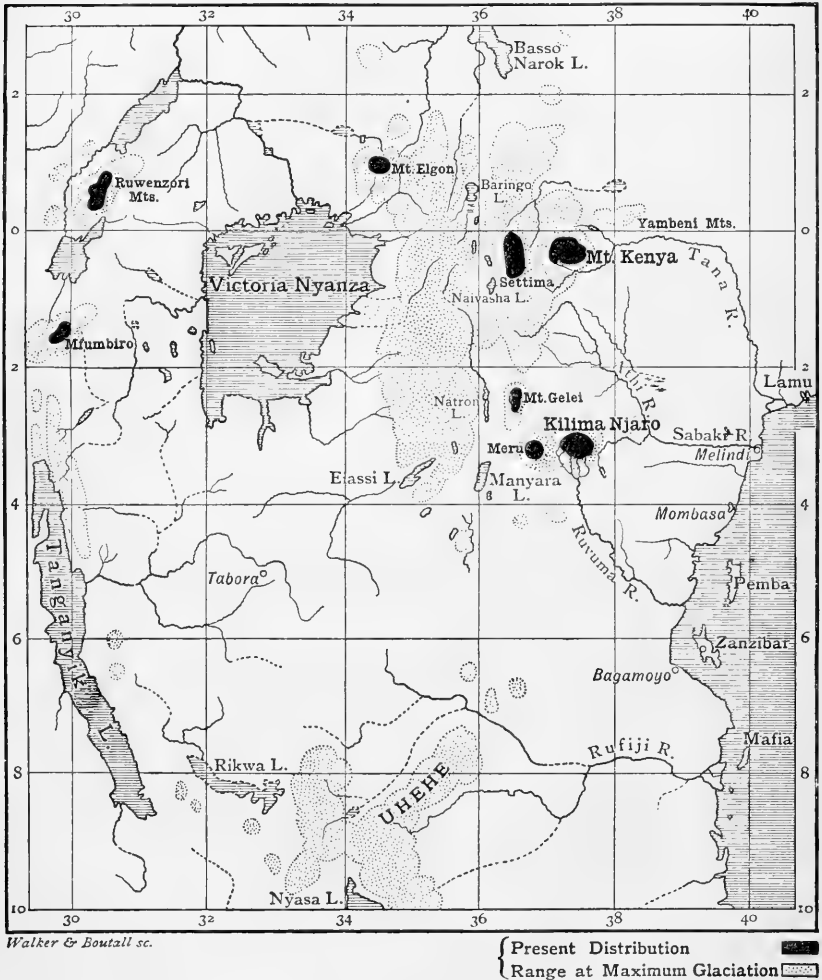 30 32 34 36 38 40
Basso
Narok L.
2 2
Mt. Elgon
Ruwenzori
Mts.
Baringo
L.
0 0
Yambeni Mts.
Mt. Kenya
Tana R.
Settima
Victoria Nyanza
Naivasha L.
Mfumbiro
2 2
Athi R.
Lamu
Natron
L.
Mt. Gelei
Kilima Njaro
Sabaki R.
Meru
Melindi
Eiassi L.
Manyara
L.
4 4
Mombasa
Ruvuma R.
Tanganyika L.
Tabora
Pemba
6 6
Zanzibar
Bagamoyo
Mafia
Rufiji R.
Rikwa L.
8 8
UHEHE
Nyasa L.
10 10
30 32 34 36 38 40
Walker & Boutall sc.
Present Distribution
Range at Maximum Glaciation